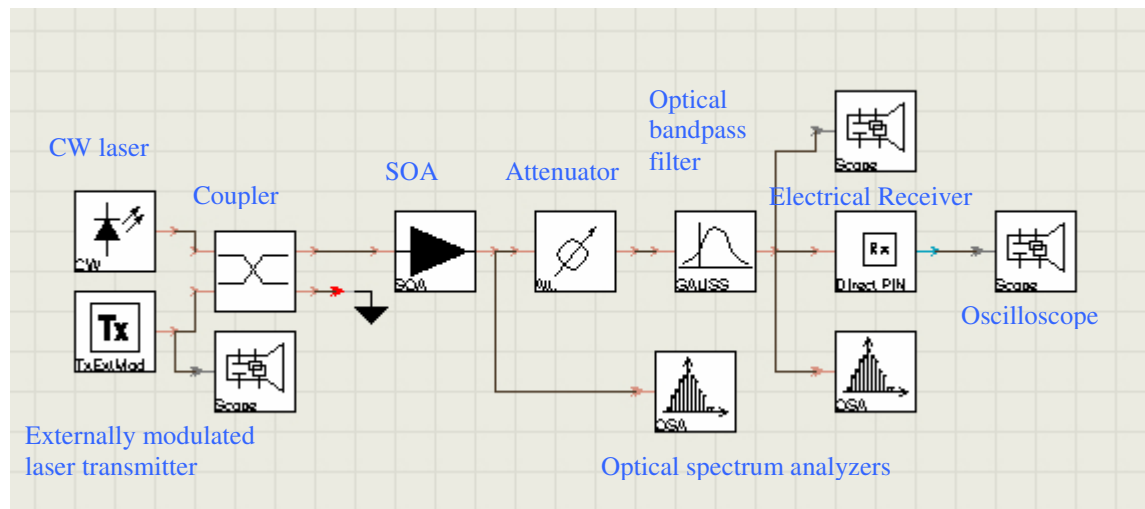 Optical
bandpass
filter
CW laser
SOA
Attenuator
Coupler
Electrical Receiver
Scope
CW
SOA
GAUSS
Rx
Direct PIN
Scope
Tx
TxExtMod
Scope
OSA
OSA
Oscilloscope
Externally modulated
laser transmitter
Optical spectrum analyzers